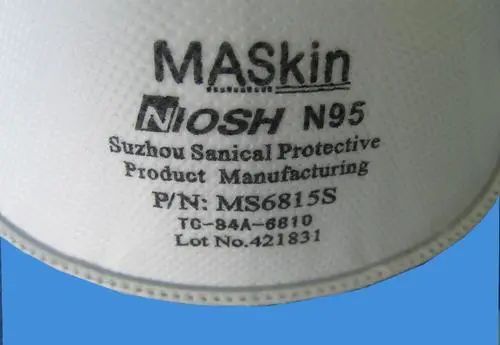 MASkin
NIOSH N95
Suzhou Sanical Protective
Product Manufacturing
P/N: MS6815S
TC-84A-6810
Lot No.421831